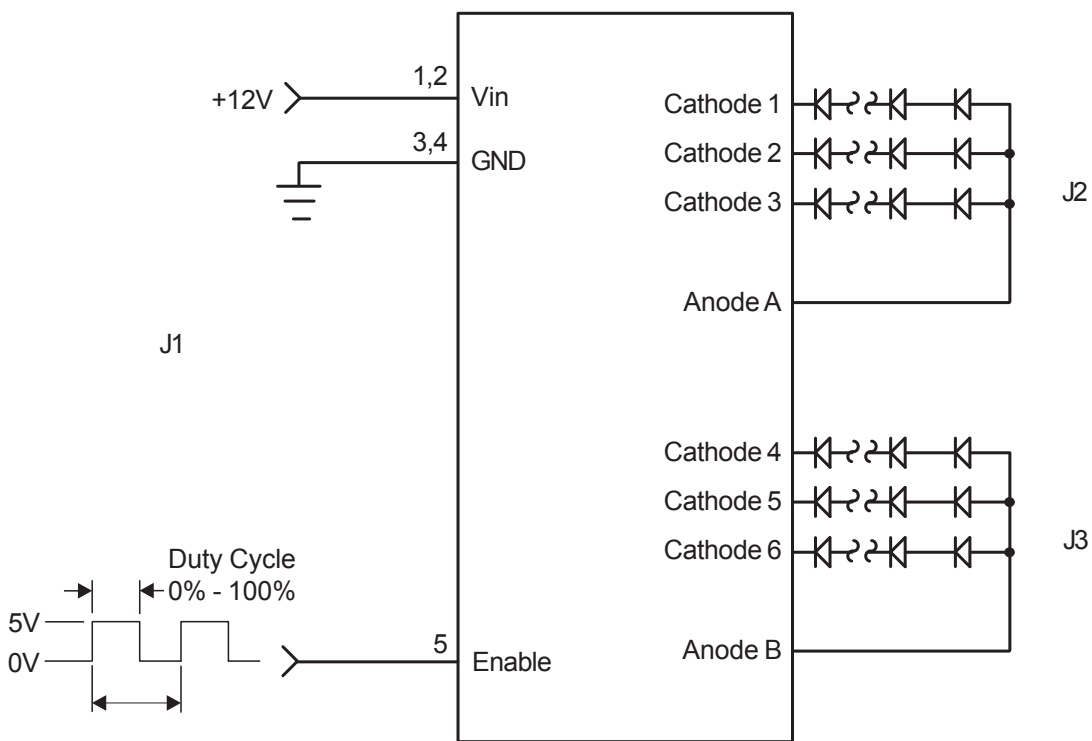 +12V
1,2
Vin
3,4
GND
J1
Duty Cycle
0% - 100%
5V
0V
5
Enable
Cathode 1
Cathode 2
Cathode 3
Anode A
J2
Cathode 4
Cathode 5
Cathode 6
Anode B
J3